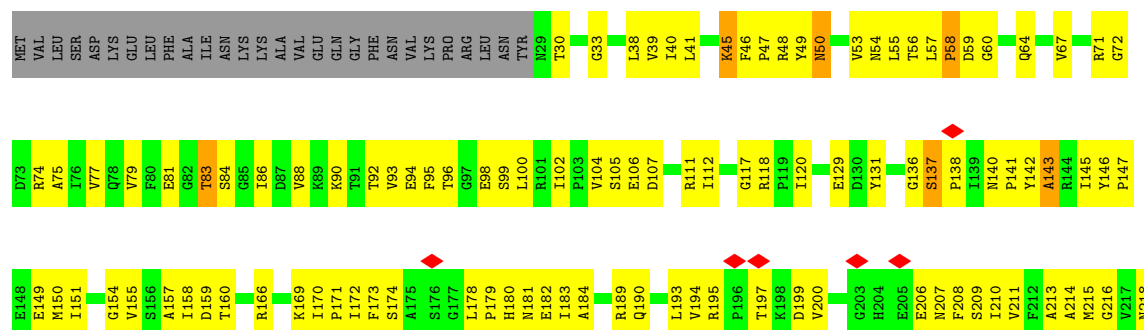 MET VAL LEU SER ASP LYS GLU LEU PHE ALA ILE ASN LYS LYS ALA VAL GLU GLN GLY PHE ASN VAL LYS PRO ARG LEU ASN TYR N29 T30 G33 L38 V39 I40 L41 K45 F46 P47 R48 Y49 N50 V53 N54 L55 T56 L57 P58 D59 G60 Q64 V67 R71 G72
D73 R74 A75 I76 V77 Q78 V79 F80 E81 G82 T83 S84 G85 I86 D87 V88 K89 K90 T91 T92 V93 E94 F95 T96 G97 E98 S99 L100 R101 I102 P103 V104 S105 E106 D107 R111 I112 G117 R118 P119 I120 E129 D130 Y131 G136 S137 P138 I139 N140 P141 Y142 A143 R144 I145 Y146 P147
E148 E149 M150 I151 G154 V155 S156 A157 I158 D159 T160 R166 K169 I170 P171 I172 F173 S174 A175 S176 G177 L178 P179 H180 N181 E182 I183 A184 R189 Q190 L193 V194 R195 P196 T197 K198 D199 V200 G203 H204 E205 E206 N207 F208 S209 I210 V211 F212 A213 A214 M215 G216 V217 N218